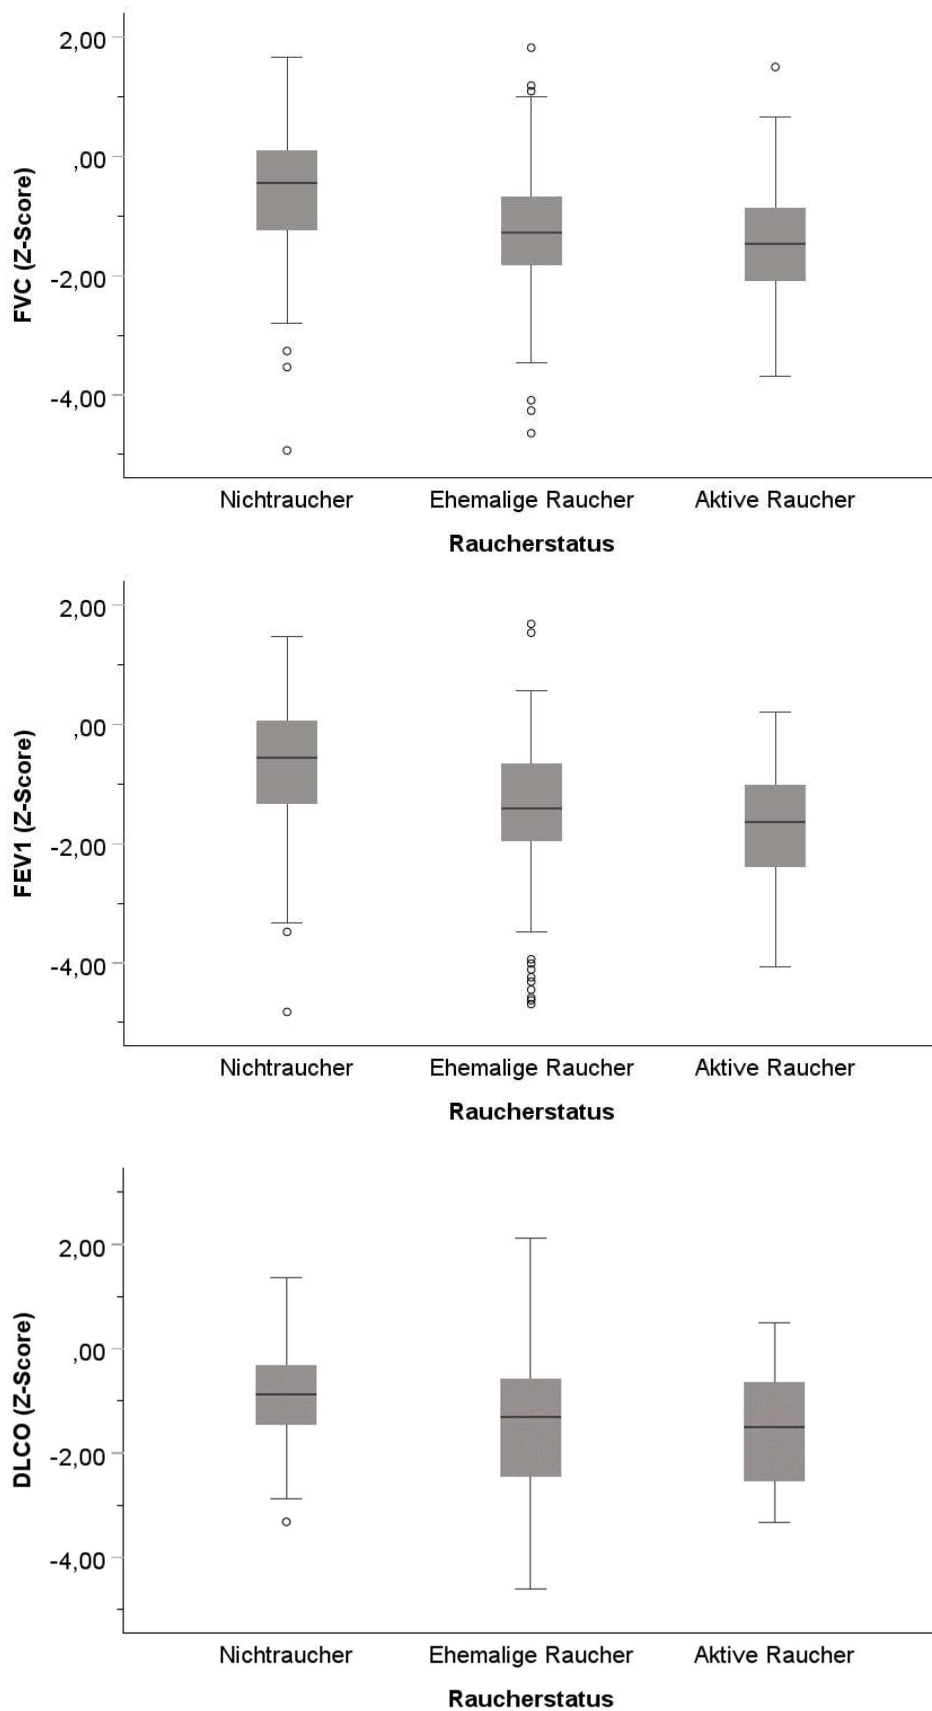 2,00
,00
-2,00
-4,00
FVC (Z-Score)
Nichtraucher Ehemalige Raucher Aktive Raucher
Raucherstatus
2,00
,00
-2,00
-4,00
FEV1 (Z-Score)
Nichtraucher Ehemalige Raucher Aktive Raucher
Raucherstatus
2,00
,00
-2,00
-4,00
DLCO (Z-Score)
Nichtraucher Ehemalige Raucher Aktive Raucher
Raucherstatus